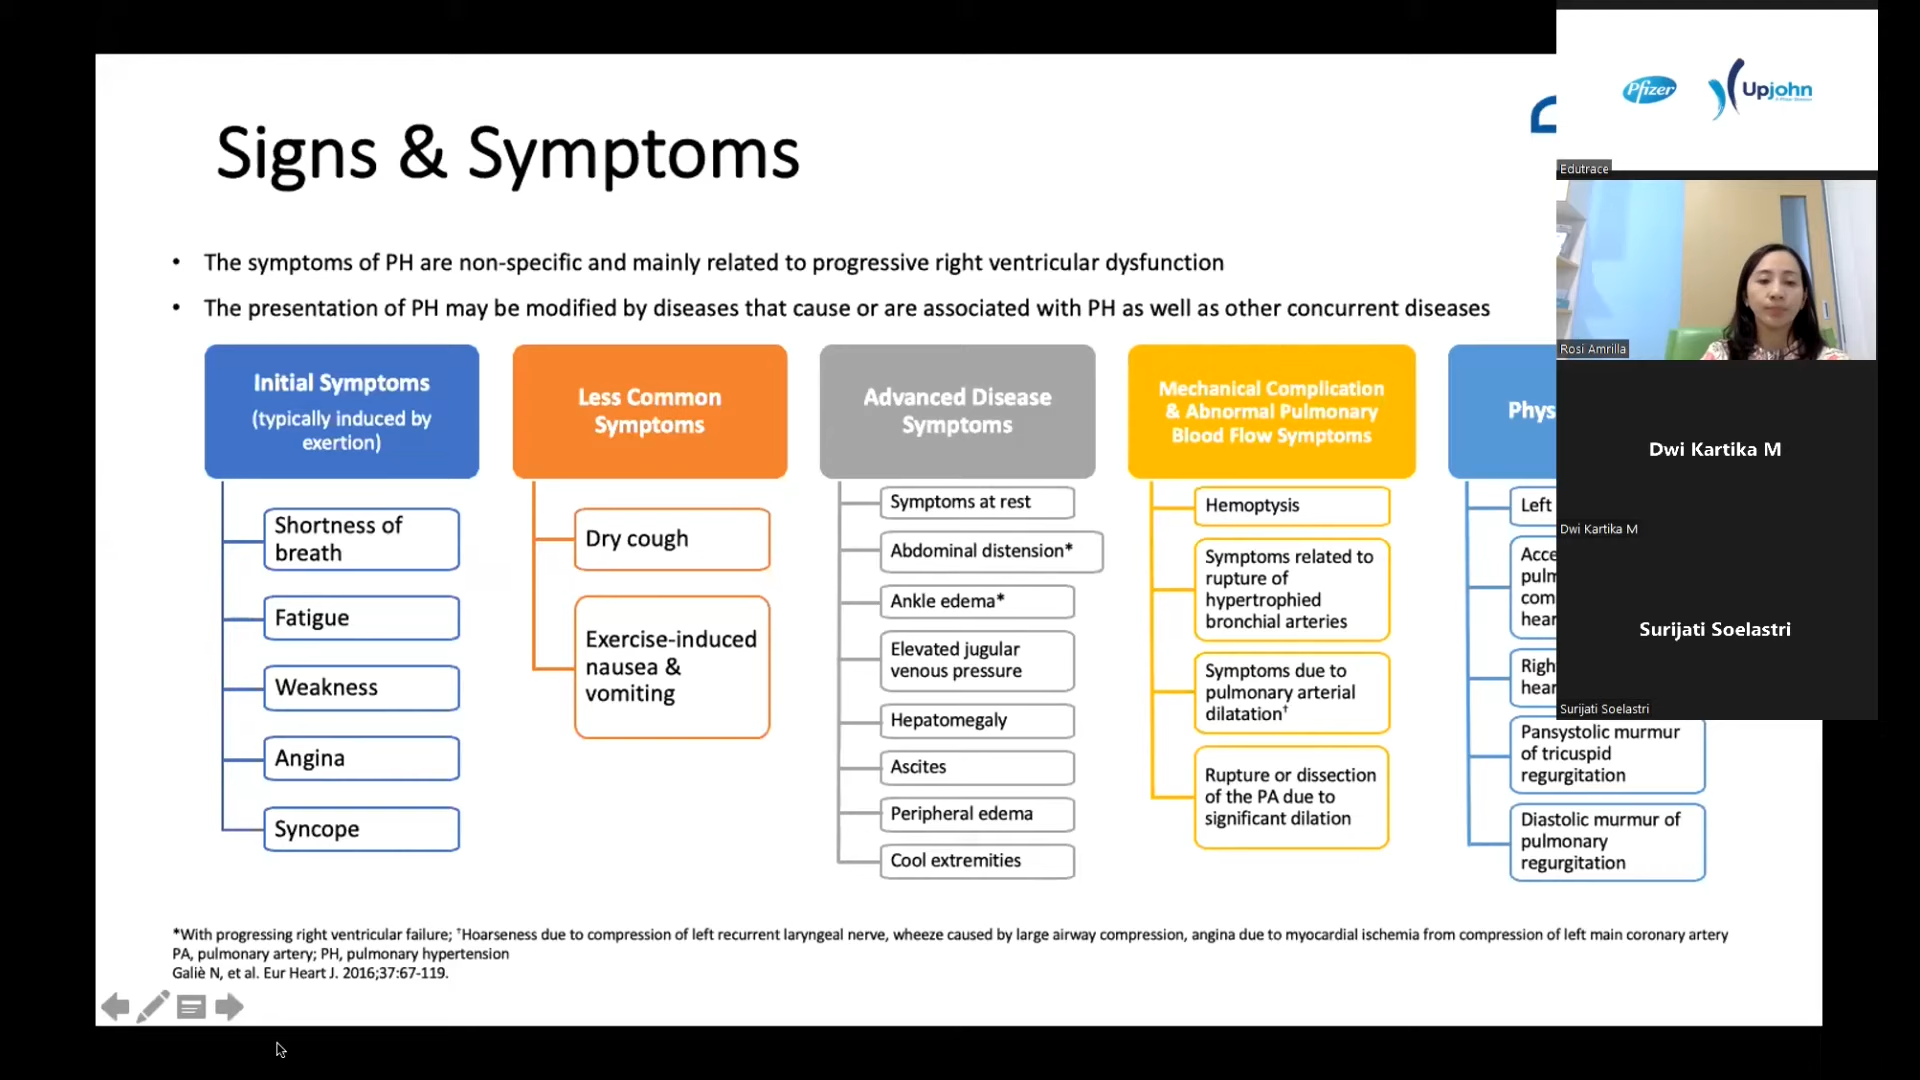 Signs & Symptoms
• The symptoms of PH are non-specific and mainly related to progressive right ventricular dysfunction
• The presentation of PH may be modified by diseases that cause or are associated with PH as well as other concurrent diseases
Initial Symptoms
(typically induced by
exertion)
Shortness of
breath
Fatigue
Weakness
Angina
Syncope
Less Common
Symptoms
Dry cough
Exercise-induced
nausea &
vomiting
Advanced Disease
Symptoms
Symptoms at rest
Abdominal distension*
Ankle edema*
Elevated jugular
venous pressure
Hepatomegaly
Ascites
Peripheral edema
Cool extremities
Mechanical Complication
& Abnormal Pulmonary
Blood Flow Symptoms
Hemoptysis
Symptoms related to
rupture of
hypertrophied
bronchial arteries
Symptoms due to
pulmonary arterial
dilatation†
Rupture or dissection
of the PA due to
significant dilation
Phys
Left
Acce
pulm
com
hear
Righ
hear
Pansystolic murmur
of tricuspid
regurgitation
Diastolic murmur of
pulmonary
regurgitation
*With progressing right ventricular failure; †Hoarseness due to compression of left recurrent laryngeal nerve, wheeze caused by large airway compression, angina due to myocardial ischemia from compression of left main coronary artery
PA, pulmonary artery; PH, pulmonary hypertension
Galiè N, et al. Eur Heart J. 2016;37:67-119.
Pfizer
Upjohn
Edutrace
Rosi Amrilla
Dwi Kartika M
Dwi Kartika M
Surijati Soelastri
Surijati Soelastri